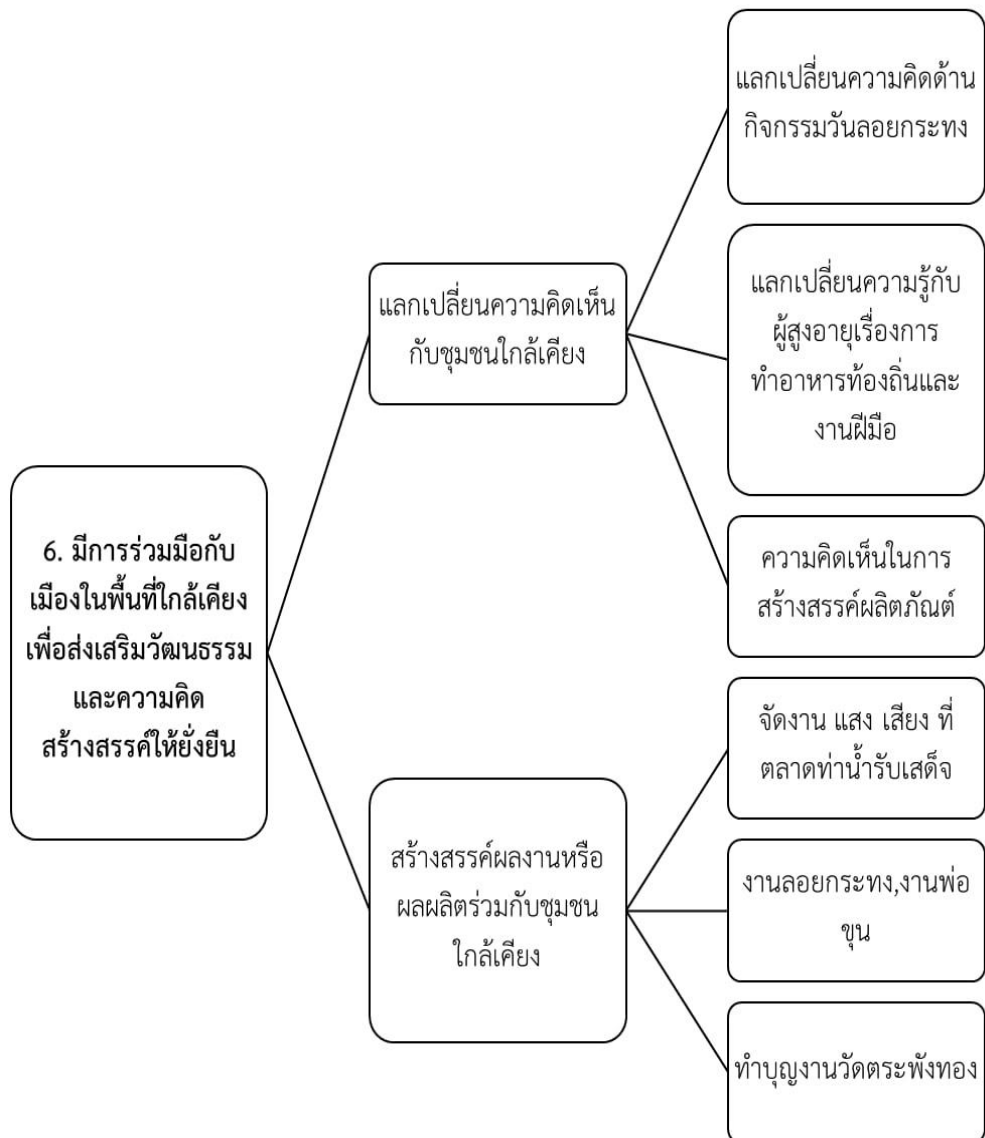 6. มีการร่วมมือกับ
เมืองในพื้นที่ใกล้เคียง
เพื่อส่งเสริมวัฒนธรรม
และความคิด
สร้างสรรค์ให้ยั่งยืน
แลกเปลี่ยนความคิดเห็น
กับชุมชนใกล้เคียง
แลกเปลี่ยนความคิดด้าน
กิจกรรมวันลอยกระทง
แลกเปลี่ยนความรู้กับ
ผู้สูงอายุเรื่องการ
ทำอาหารท้องถิ่นและ
งานฝีมือ
ความคิดเห็นในการ
สร้างสรรค์ผลิตภัณฑ์
สร้างสรรค์ผลงานหรือ
ผลผลิตร่วมกับชุมชน
ใกล้เคียง
จัดงาน แสง เสียง ที่
ตลาดท่าน้ำรับเสด็จ
งานลอยกระทง,งานพ่อ
ขุน
ทำบุญงานวัดตระพังทอง